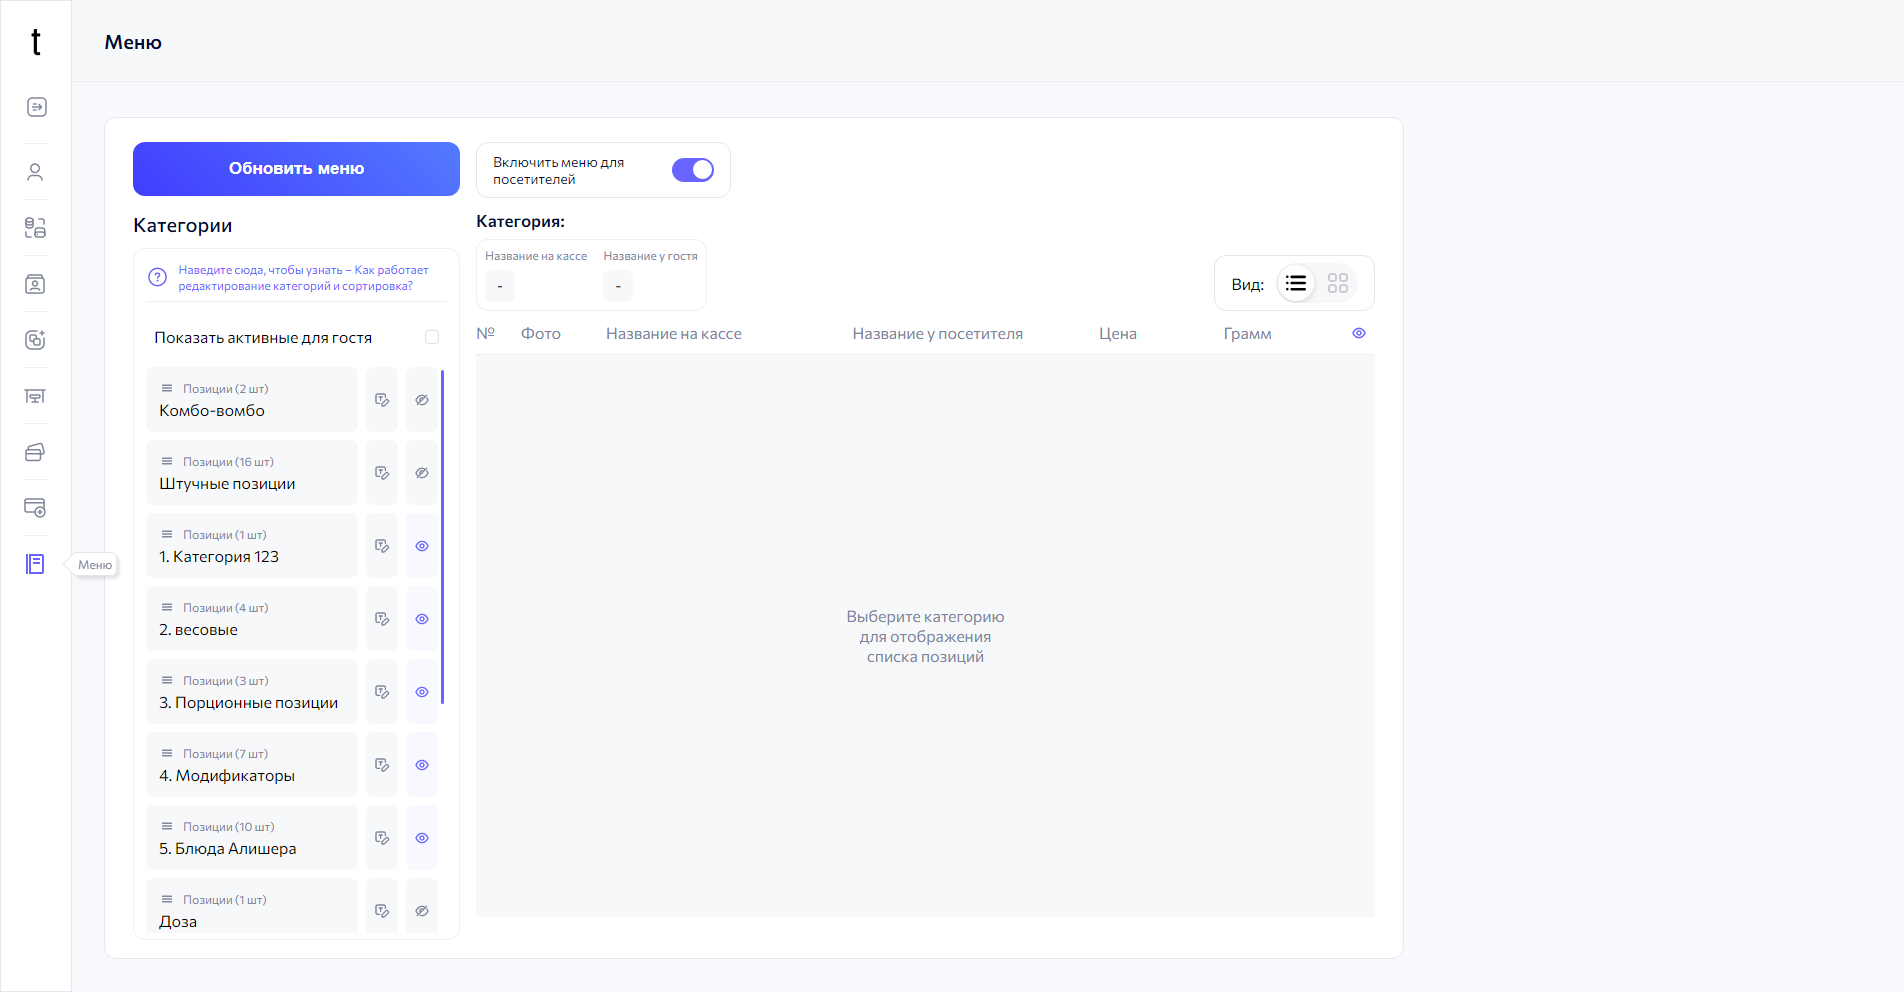 t
Меню
Обновить меню
Включить меню для
посетителей
Категории
Наведите сюда, чтобы узнать – Как работает
редактирование категорий и сортировка?
Показать активные для гостя
Позиции (2 шт)
Комбо-вомбо
Позиции (16 шт)
Штучные позиции
Позиции (1 шт)
1. Категория 123
Позиции (4 шт)
2. весовые
Позиции (3 шт)
3. Порционные позиции
Позиции (7 шт)
4. Модификаторы
Позиции (10 шт)
5. Блюда Алишера
Позиции (1 шт)
Доза
Меню
Категория:
Название на кассе Название у гостя
- -
Вид:
№ Фото Название на кассе Название у посетителя Цена Грамм
Выберите категорию
для отображения
списка позиций